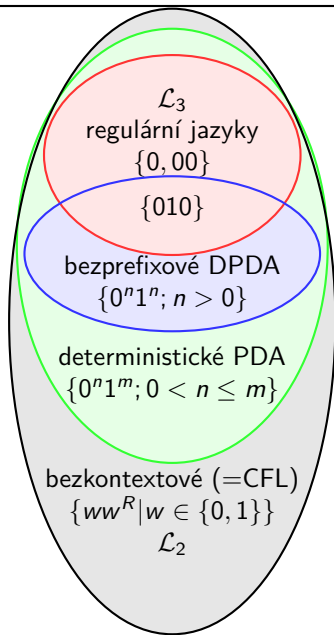 ℒ₃
regulární jazyky
{0, 00}
{010}
bezprefixové DPDA
{0ⁿ1ⁿ; n > 0}
deterministické PDA
{0ⁿ1ᵐ; 0 < n ≤ m}
bezkontextové (=CFL)
{wwᴿ|w ∈ {0, 1}}
ℒ₂